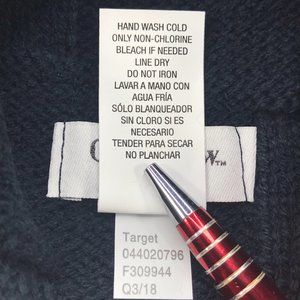 HAND WASH COLD
ONLY NON-CHLORINE
BLEACH IF NEEDED
LINE DRY
DO NOT IRON
LAVAR A MANO CON
AGUA FRÍA
SÓLO BLANQUEADOR
SIN CLORO SI ES
NECESARIO
TENDER PARA SECAR
NO PLANCHAR
TM
Target
044020796
F309944
Q3/18